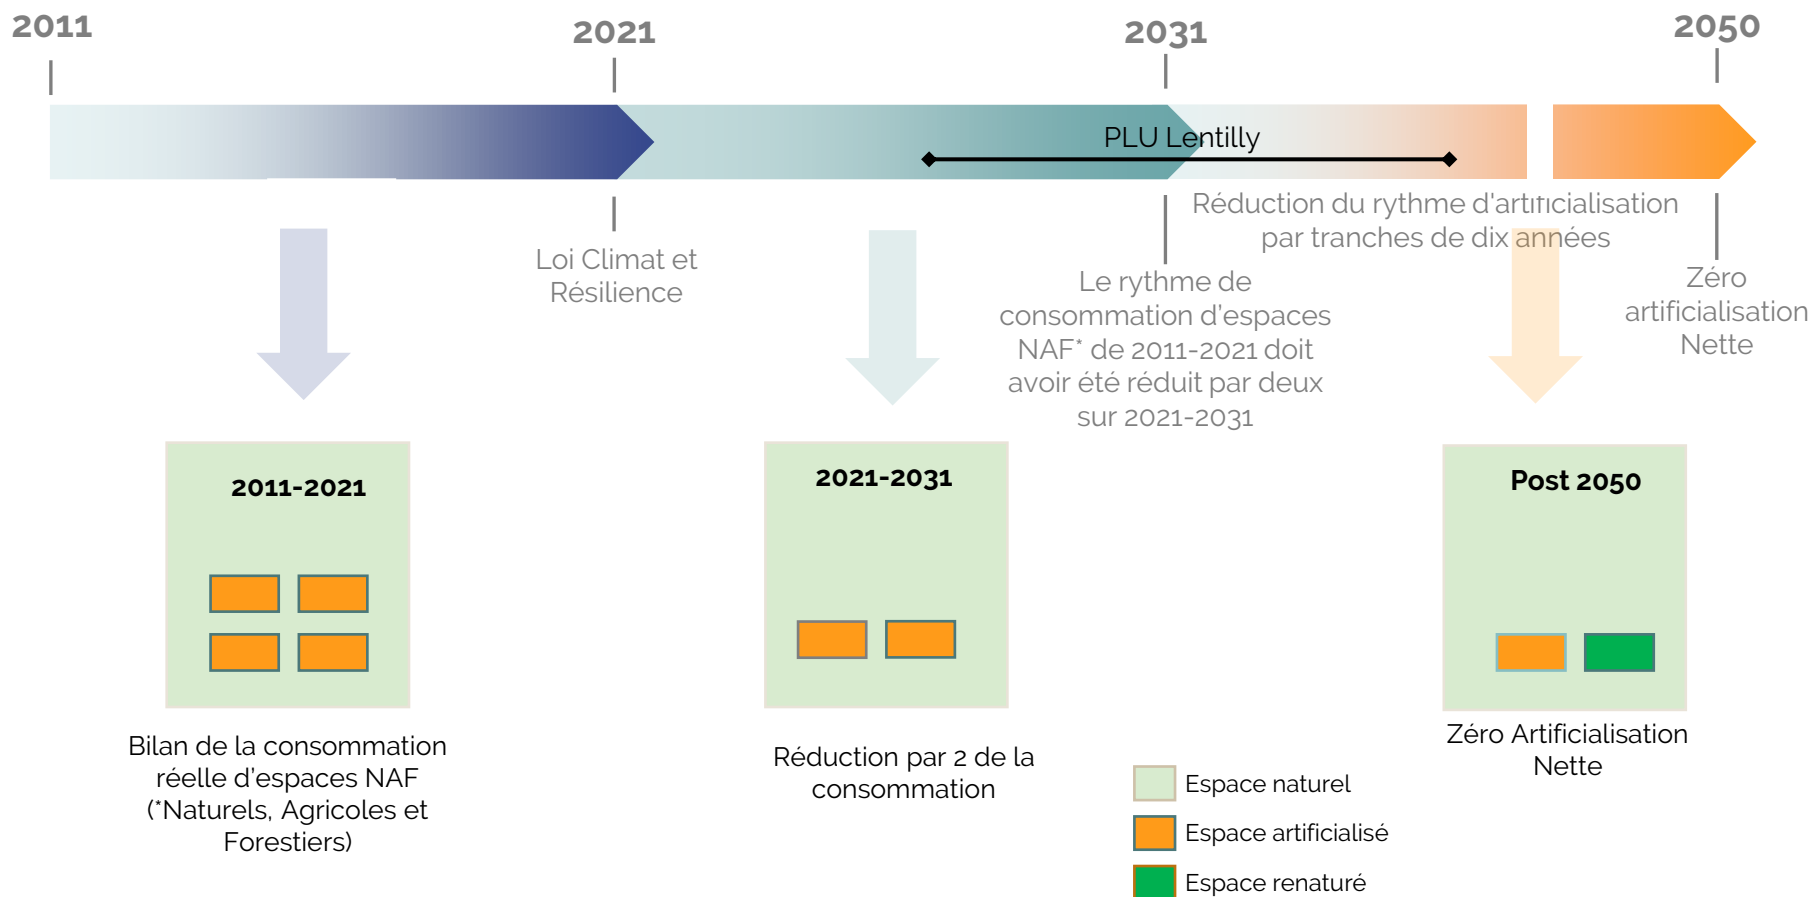 2011
2021
2031
2050
PLU Lentilly
Réduction du rythme d'artificialisation
par tranches de dix années
Loi Climat et
Résilience
Le rythme de
consommation d'espaces
NAF* de 2011-2021 doit
avoir été réduit par deux
sur 2021-2031
Zéro
artificialisation
Nette
2011-2021
2021-2031
Post 2050
Bilan de la consommation
réelle d'espaces NAF
(*Naturels, Agricoles et
Forestiers)
Réduction par 2 de la
consommation
Zéro Artificialisation
Nette
Espace naturel
Espace artificialisé
Espace renaturé